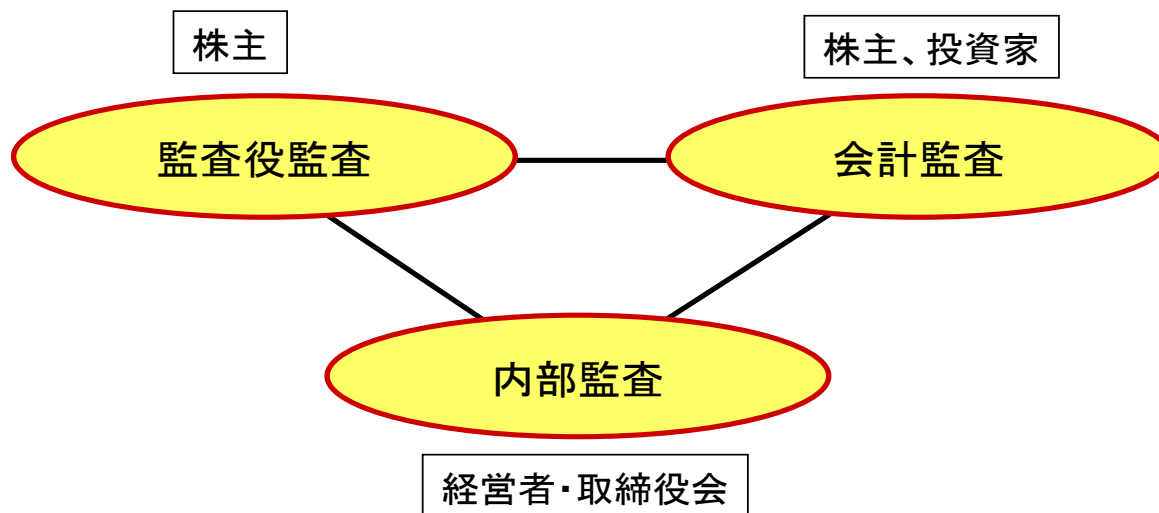 株主
株主、投資家
監査役監査
会計監査
内部監査
経営者・取締役会